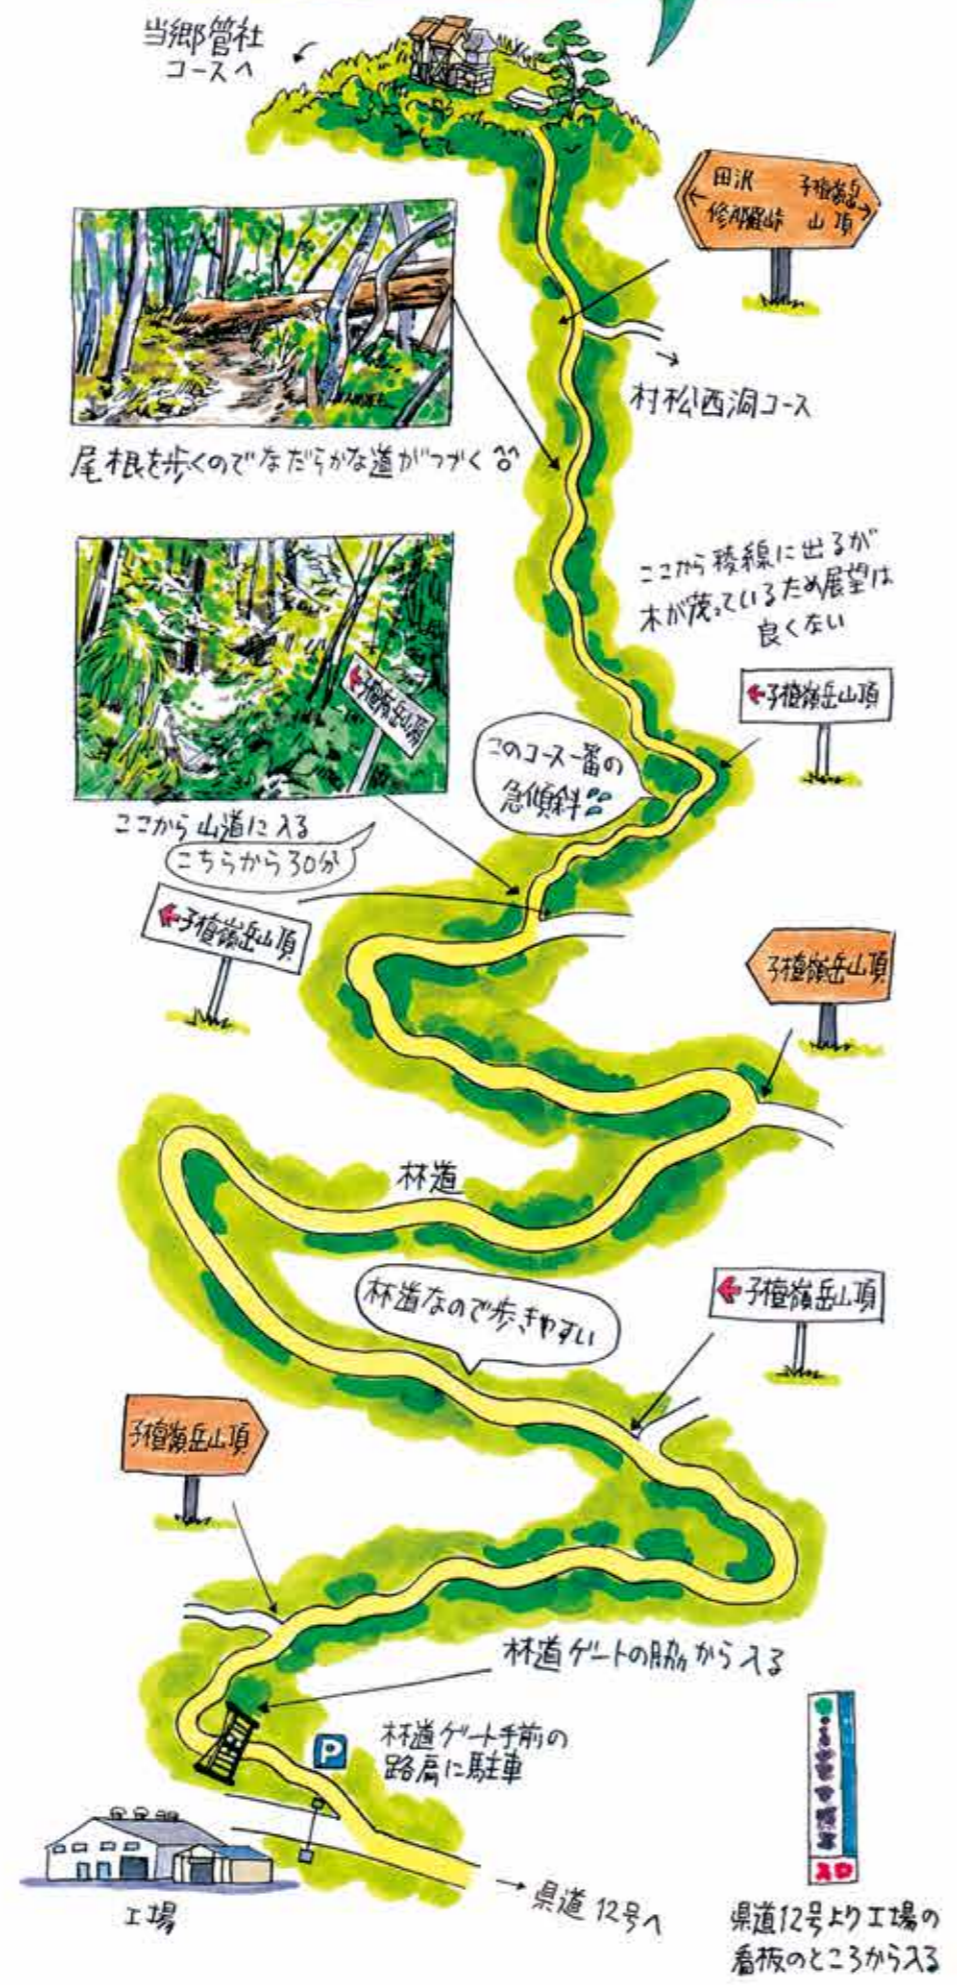 当郷管社
コースへ
田沢 子檀嶺岳
修那羅峠 山頂
村松西洞コース
尾根を歩くのでなだらかな道がつづく
ここから稜線に出るが
木が茂っているため展望は
良くない
子檀嶺岳山頂
子檀嶺岳山頂
このコース一番の
急傾斜
ここから山道に入る
こちらから30分
子檀嶺岳山頂
子檀嶺岳山頂
林道
林道なので歩きやすい
子檀嶺岳山頂
子檀嶺岳山頂
林道ゲートの脇から入る
P
林道ゲート手前の
路肩に駐車
工場
県道12号へ
入口
県道12号より工場の
看板のところから入る